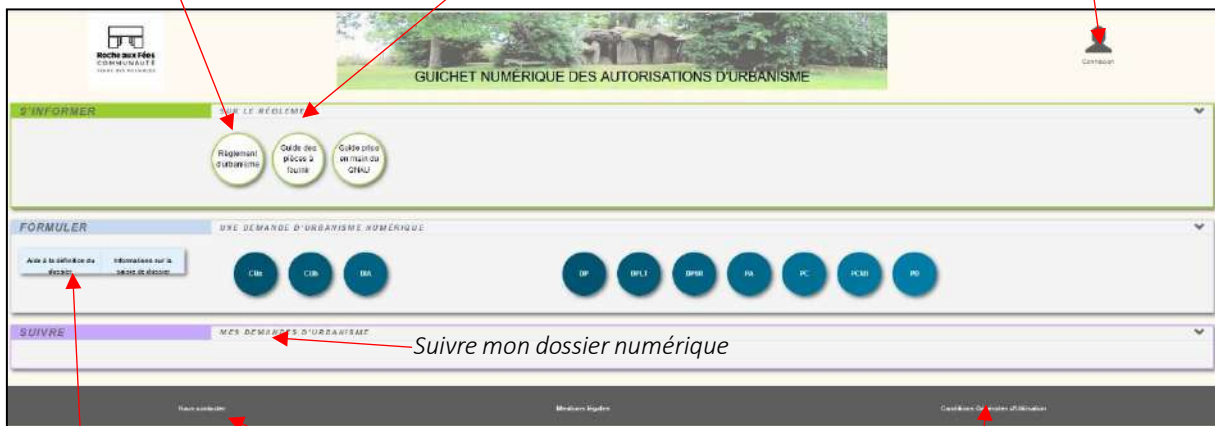 Roche aux Fées
COMMUNAUTÉ
GUICHET NUMÉRIQUE DES AUTORISATIONS D'URBANISME
Connexion
S'INFORMER
SUR LE RÉGLEME
Règlement
d'urbanisme
Guide des
pièces à
fournir
Guide prise
en main du
GNAU
FORMULER
UNE DEMANDE D'URBANISME NUMÉRIQUE
Aide à la définition du
dossier
Informations sur la
saisie de dossier
CUa
CUb
DIA
DP
DPLT
DPMI
PA
PC
PCMI
PD
SUIVRE
MES DEMANDES D'URBANISME
Suivre mon dossier numérique
Nous contacter
Mentions légales
Conditions Générales d'Utilisation